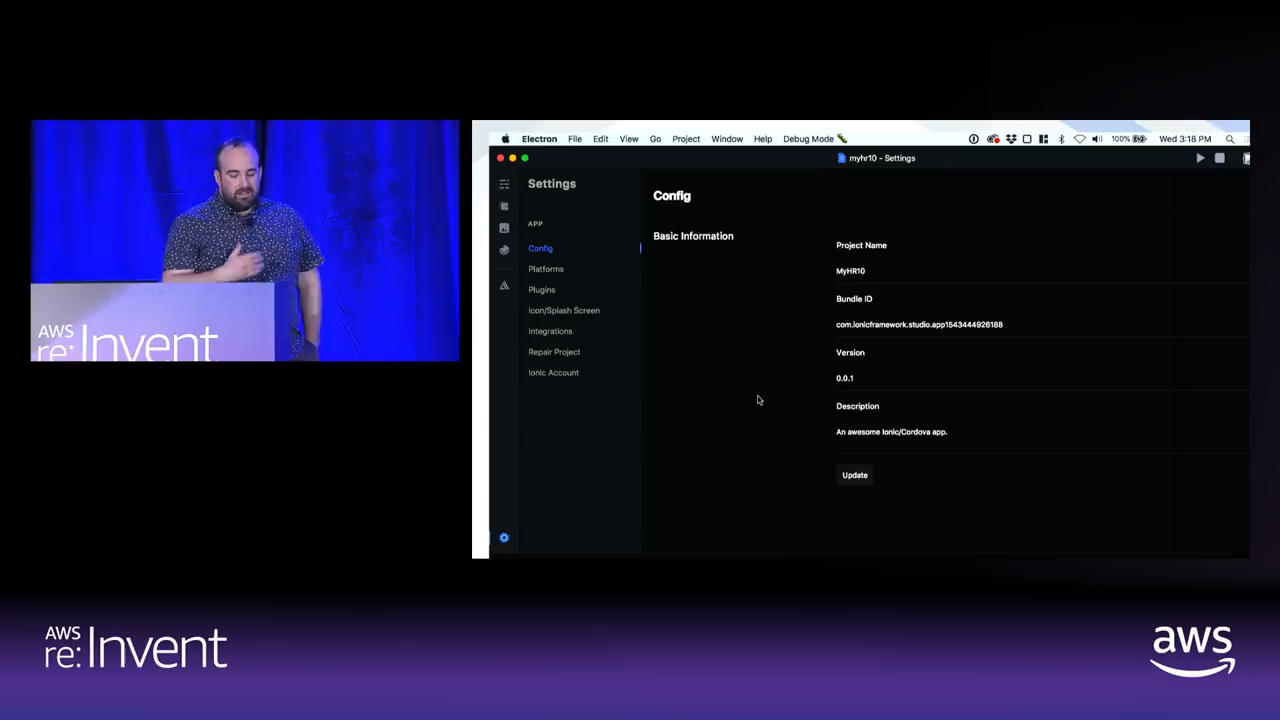 Electron File Edit View Go Project Window Help Debug Mode 100% Wed 3:18 PM
myhr10 - Settings
Settings
APP
Config
Platforms
Plugins
Icon/Splash Screen
Integrations
Repair Project
Ionic Account
Config
Basic Information
Project Name
MyHR10
Bundle ID
com.ionicframework.studio.app1543444926188
Version
0.0.1
Description
An awesome Ionic/Cordova app.
Update
AWS
re:Invent
AWS
re:Invent
aws